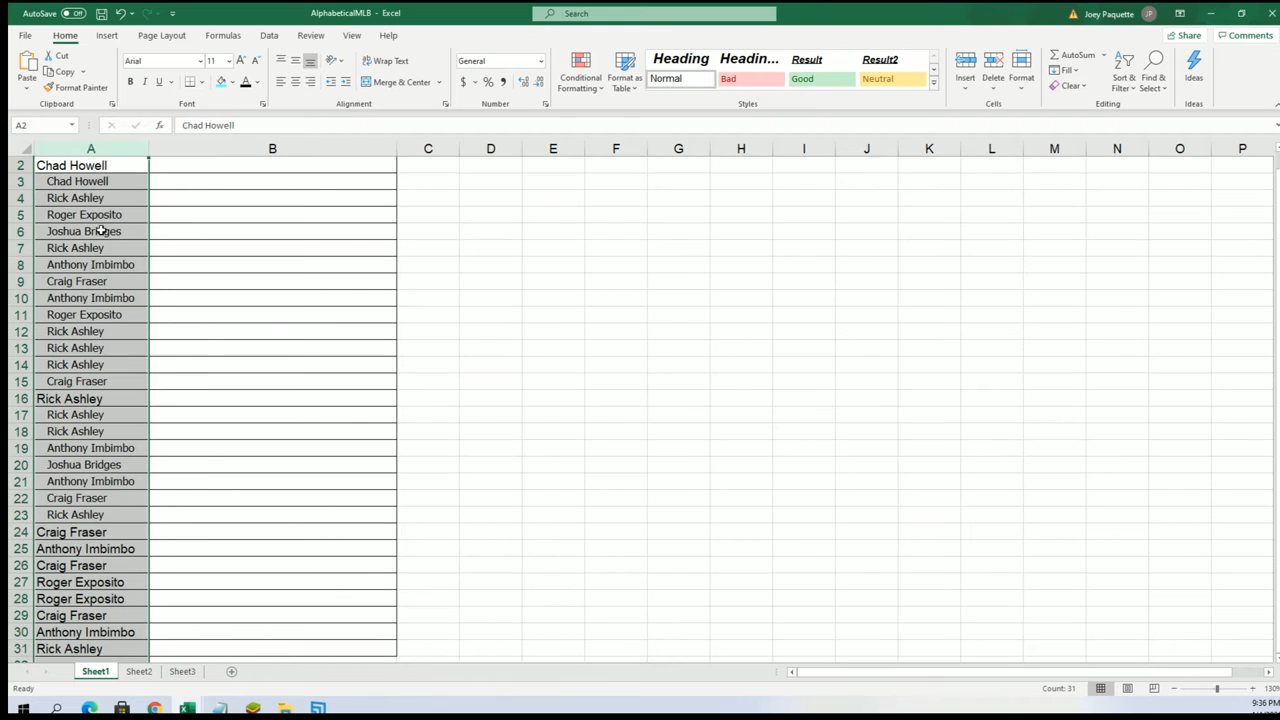 AutoSave Off AlphabeticalMLB - Excel Search Joey Paquette JP
File Home Insert Page Layout Formulas Data Review View Help Share Comments
Paste Cut Copy Format Painter Clipboard
Arial 11 A A B I U A Font
Wrap Text Merge & Center Alignment
General $ % , Number
Conditional Formatting Format as Table Heading Headin... Result Result2 Normal Bad Good Neutral Styles
Insert Delete Format Cells
AutoSum Fill Clear Sort & Filter Find & Select Editing
Ideas Ideas
A2 fx Chad Howell
A B C D E F G H I J K L M N O P
2 Chad Howell
3 Chad Howell
4 Rick Ashley
5 Roger Exposito
6 Joshua Bridges
7 Rick Ashley
8 Anthony Imbimbo
9 Craig Fraser
10 Anthony Imbimbo
11 Roger Exposito
12 Rick Ashley
13 Rick Ashley
14 Rick Ashley
15 Craig Fraser
16 Rick Ashley
17 Rick Ashley
18 Rick Ashley
19 Anthony Imbimbo
20 Joshua Bridges
21 Anthony Imbimbo
22 Craig Fraser
23 Rick Ashley
24 Craig Fraser
25 Anthony Imbimbo
26 Craig Fraser
27 Roger Exposito
28 Roger Exposito
29 Craig Fraser
30 Anthony Imbimbo
31 Rick Ashley
Sheet1 Sheet2 Sheet3
Ready Count: 31 130%
9:36 PM